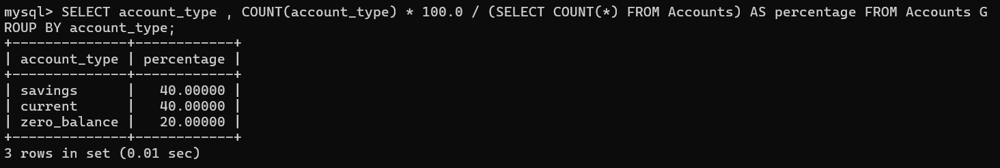 mysql> SELECT account_type , COUNT(account_type) * 100.0 / (SELECT COUNT(*) FROM Accounts) AS percentage FROM Accounts G
ROUP BY account_type;
+--------------+------------+
| account_type | percentage |
+--------------+------------+
| savings      |   40.00000 |
| current      |   40.00000 |
| zero_balance |   20.00000 |
+--------------+------------+
3 rows in set (0.01 sec)